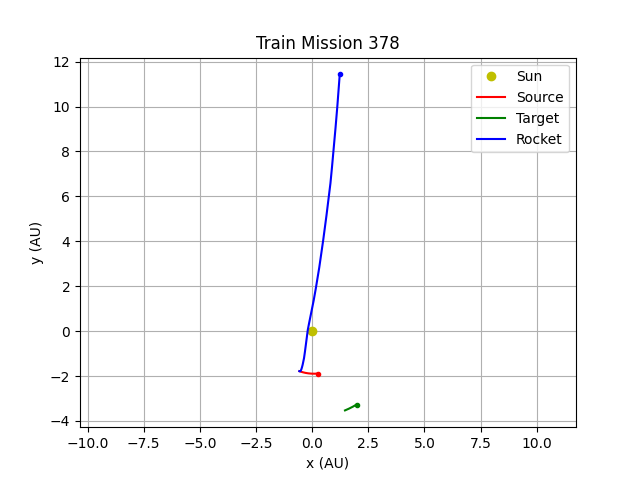 Train Mission 378
12
10
8
6
4
2
0
−2
−4
y (AU)
Sun
Source
Target
Rocket
−10.0 −7.5 −5.0 −2.5 0.0 2.5 5.0 7.5 10.0
x (AU)